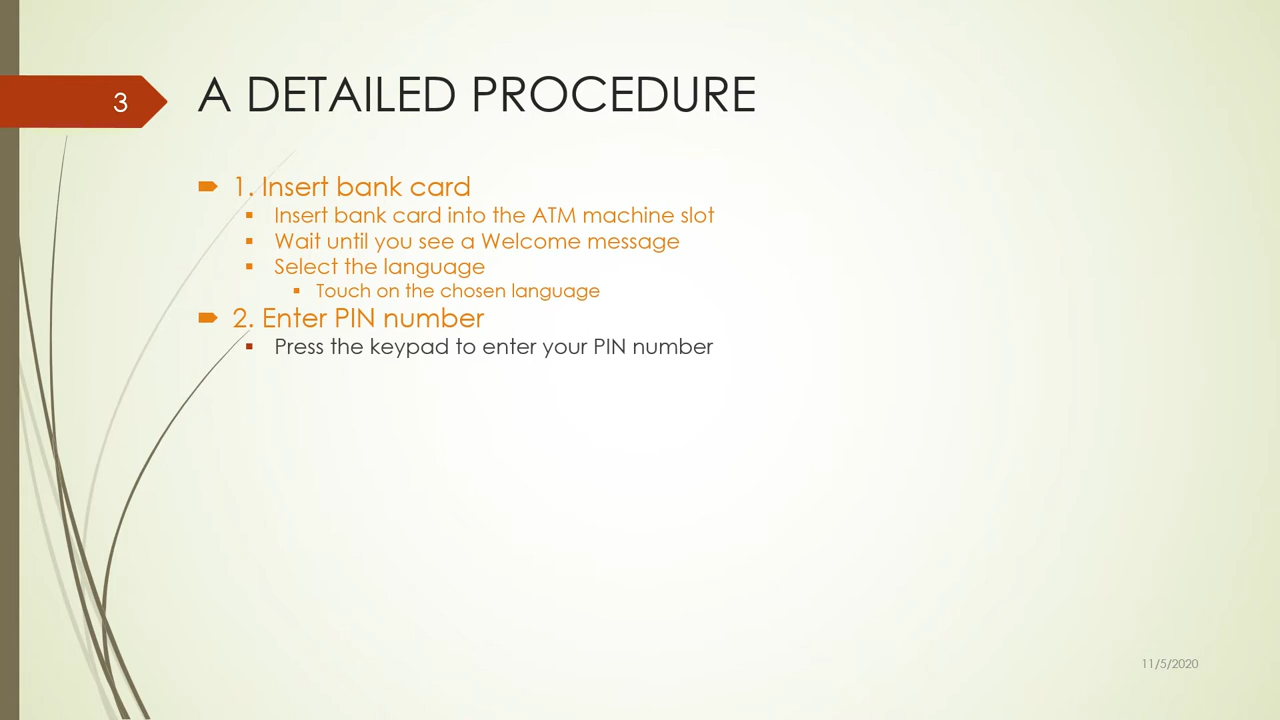 3
A DETAILED PROCEDURE
1. Insert bank card
Insert bank card into the ATM machine slot
Wait until you see a Welcome message
Select the language
Touch on the chosen language
2. Enter PIN number
Press the keypad to enter your PIN number
11/5/2020